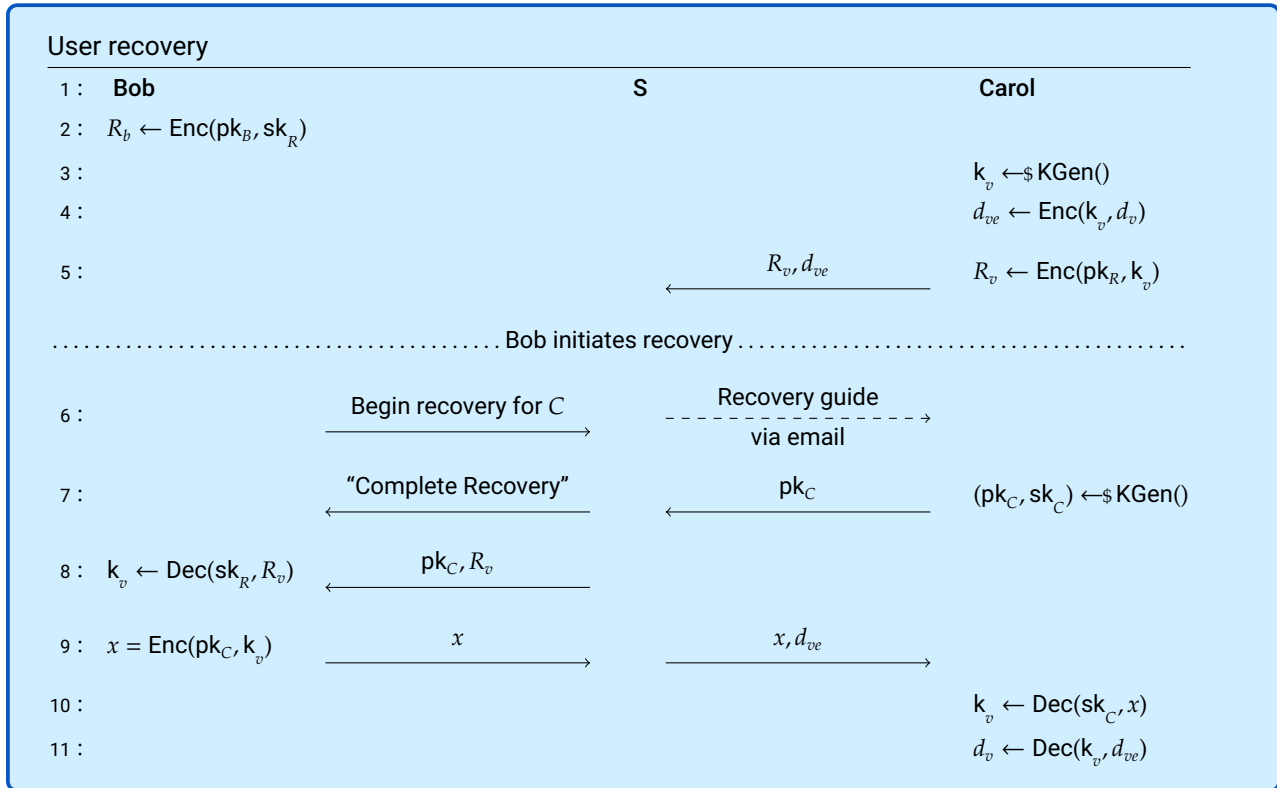 User recovery
1 : Bob S Carol
2 : R_b ← Enc(pk_B, sk_R)
3 : k_v ←$ KGen()
4 : d_ve ← Enc(k_v, d_v)
5 : R_v, d_ve R_v ← Enc(pk_R, k_v)
Bob initiates recovery
6 : Begin recovery for C Recovery guide
via email
7 : “Complete Recovery” pk_C (pk_C, sk_C) ←$ KGen()
8 : k_v ← Dec(sk_R, R_v) pk_C, R_v
9 : x = Enc(pk_C, k_v) x x, d_ve
10 : k_v ← Dec(sk_C, x)
11 : d_v ← Dec(k_v, d_ve)